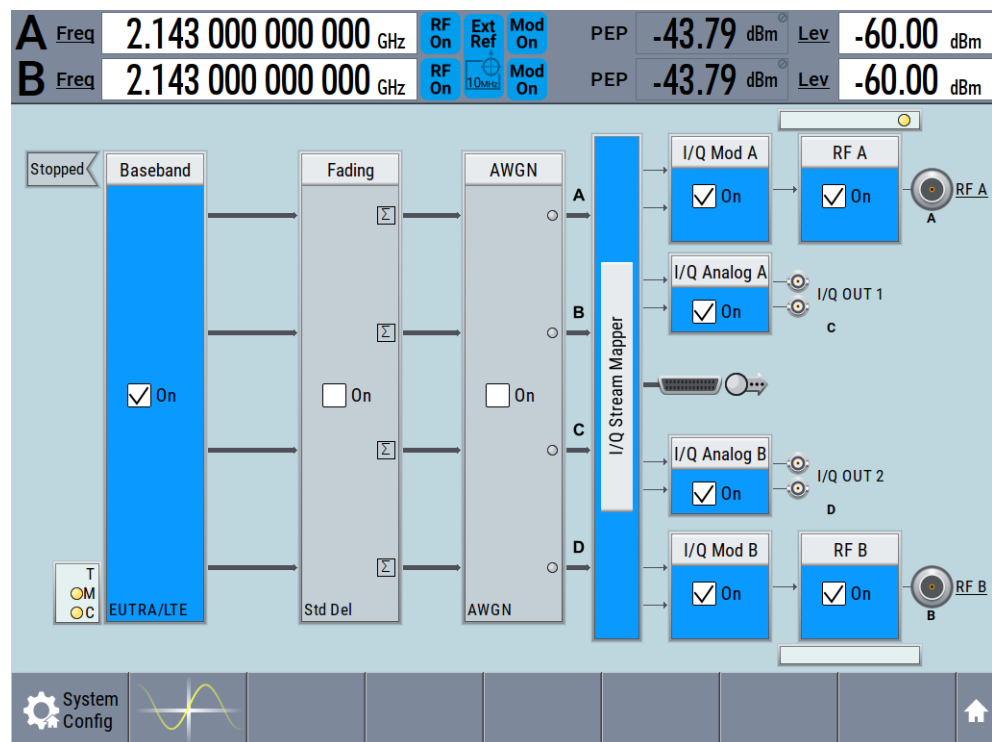 A Freq 2.143 000 000 000 GHz RF On Ext Ref Mod On PEP -43.79 dBm Lev -60.00 dBm
B Freq 2.143 000 000 000 GHz RF On 10MHz Mod On PEP -43.79 dBm Lev -60.00 dBm
Stopped
Baseband
On
EUTRA/LTE
T
M
C
Fading
Σ
Σ
Σ
Σ
On
Std Del
AWGN
On
AWGN
A
B
C
D
I/Q Stream Mapper
I/Q Mod A
On
RF A
On
RF A
A
I/Q Analog A
On
I/Q OUT 1
C
I/Q Analog B
On
I/Q OUT 2
D
I/Q Mod B
On
RF B
On
RF B
B
System
Config